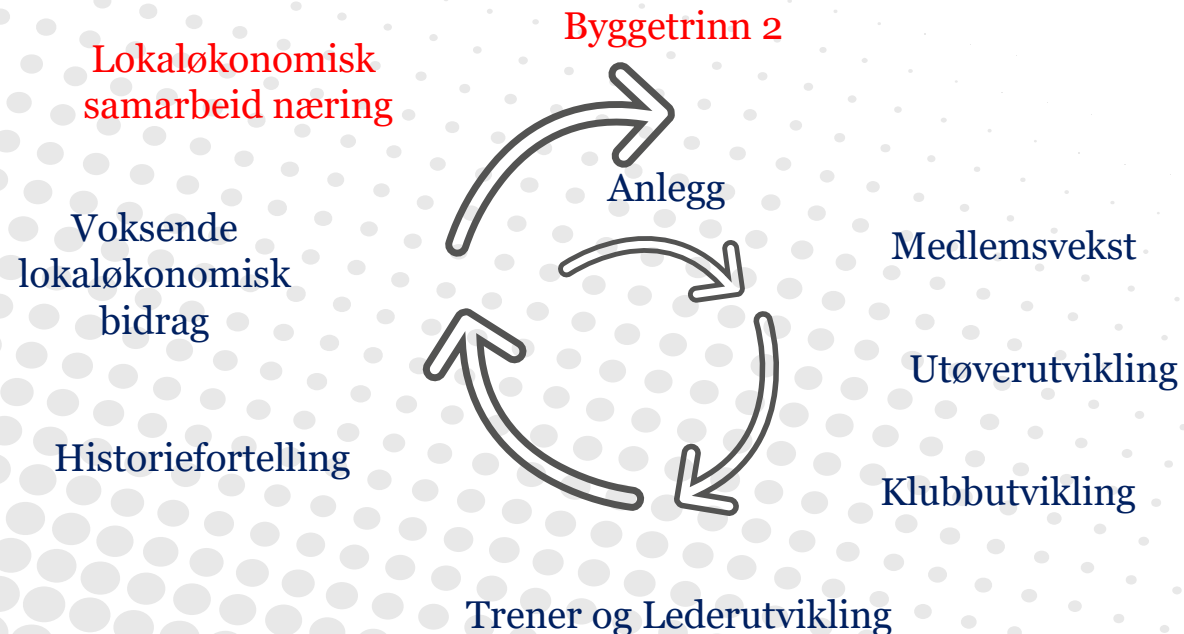 Byggetrinn 2
Lokaløkonomisk
samarbeid næring
Anlegg
Voksende
lokaløkonomisk
bidrag
Medlemsvekst
Utøverutvikling
Historiefortelling
Klubbutvikling
Trener og Lederutvikling